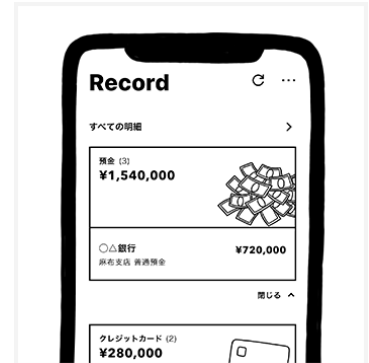 Record
すべての明細
預金 (3)
¥1,540,000
〇△銀行 ¥720,000
麻布支店 普通預金
閉じる
クレジットカード (2)
¥280,000